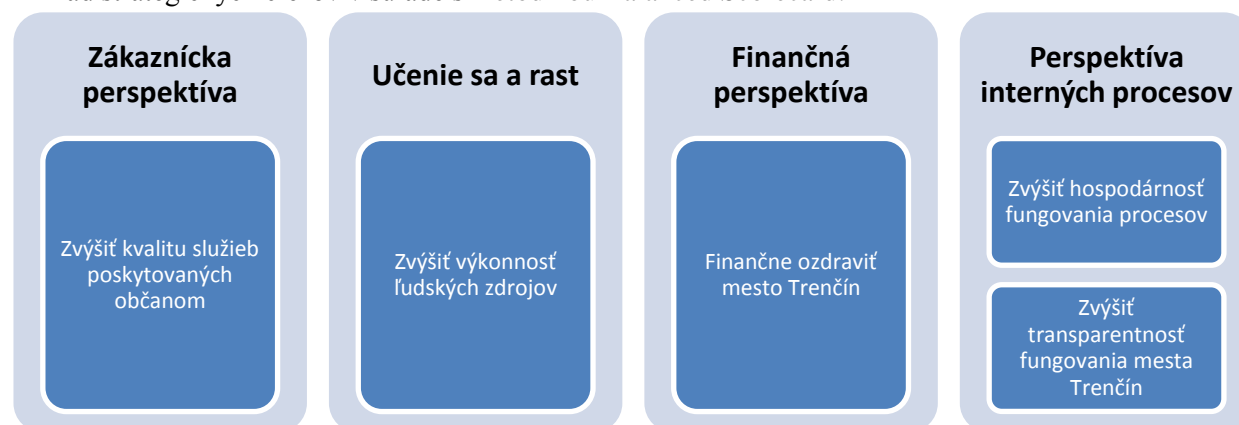 Zákaznícka
perspektíva
Zvýšiť kvalitu služieb
poskytovaných
občanom
Učenie sa a rast
Zvýšiť výkonnosť
ľudských zdrojov
Finančná
perspektíva
Finančne ozdraviť
mesto Trenčín
Perspektíva
interných procesov
Zvýšiť hospodárnosť
fungovania procesov
Zvýšiť
transparentnosť
fungovania mesta
Trenčín